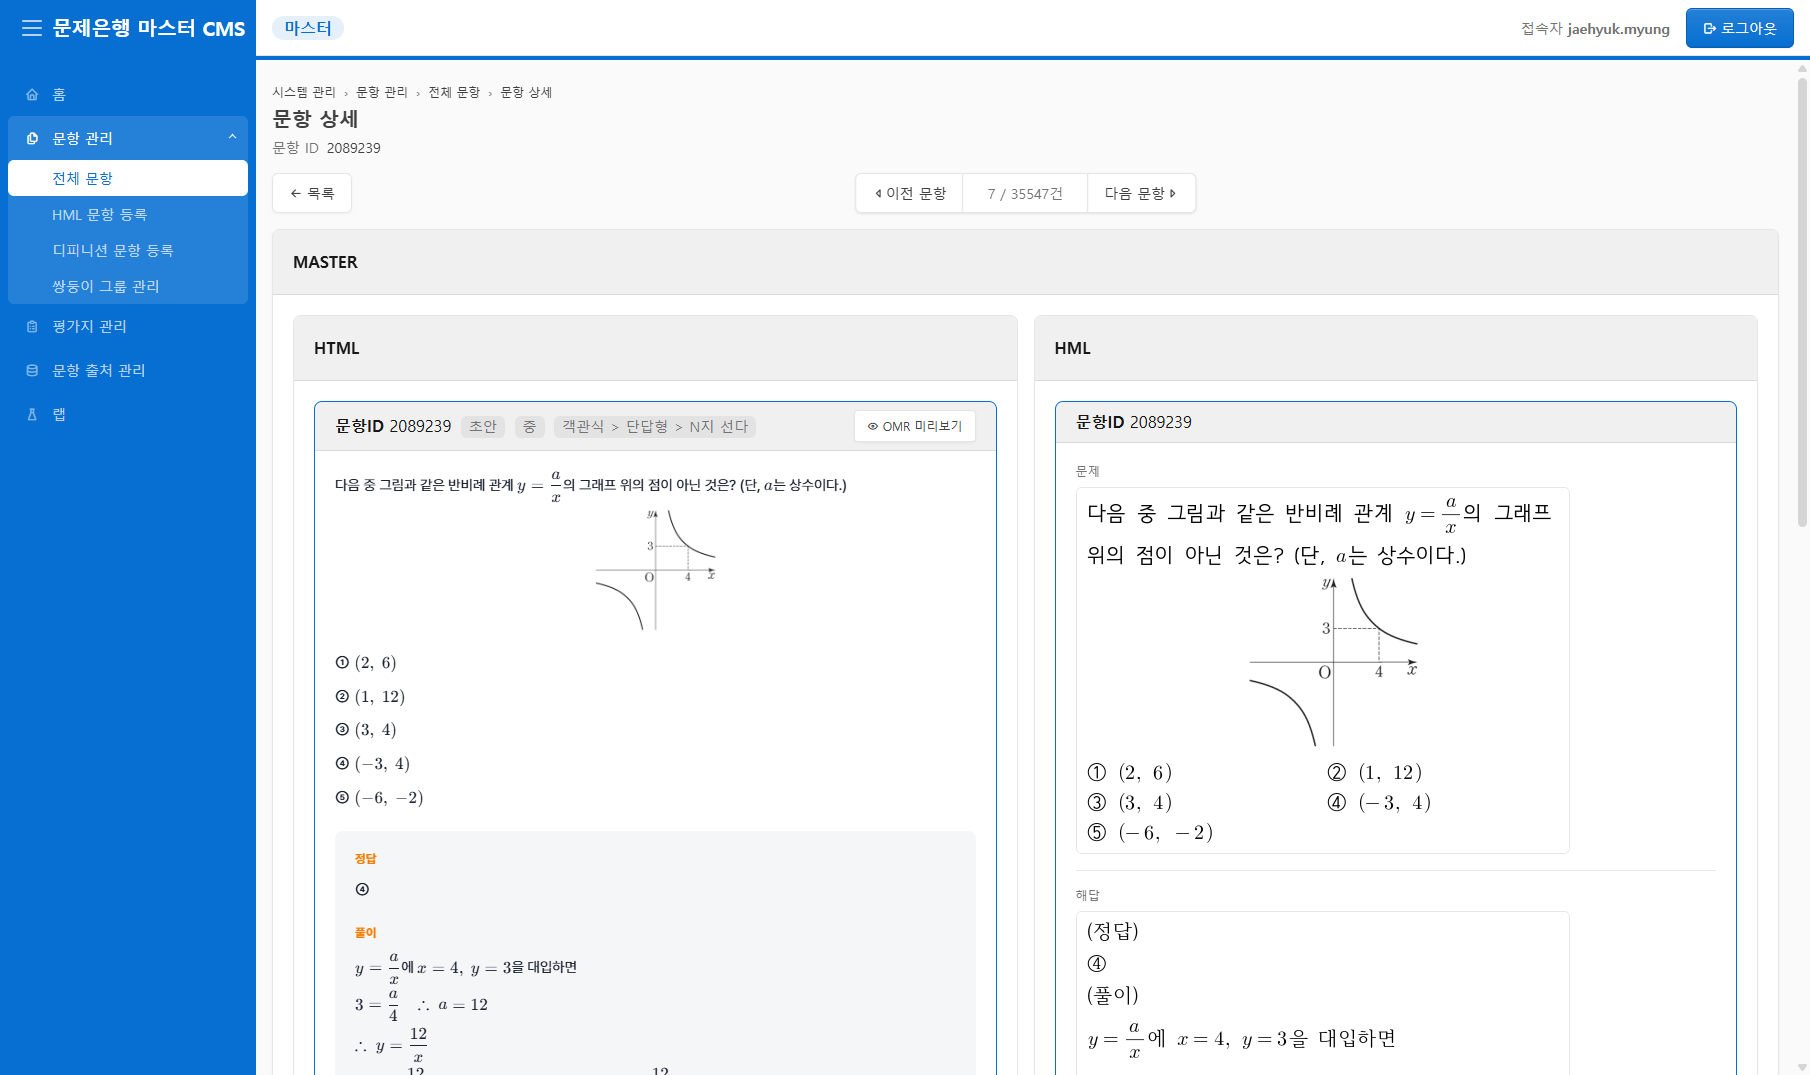 문제은행 마스터 CMS
홈
문항 관리
전체 문항
HML 문항 등록
디피니션 문항 등록
쌍둥이 그룹 관리
평가지 관리
문항 출처 관리
랩
마스터
접속자 jaehyuk.myung
로그아웃
시스템 관리 › 문항 관리 › 전체 문항 › 문항 상세
문항 상세
문항 ID 2089239
← 목록
이전 문항
7 / 35547건
다음 문항
MASTER
HTML
문항ID 2089239 초안 중 객관식 > 단답형 > N지 선다
OMR 미리보기
다음 중 그림과 같은 반비례 관계 y = a/x의 그래프 위의 점이 아닌 것은? (단, a는 상수이다.)
y
3
O 4 x
① (2, 6)
② (1, 12)
③ (3, 4)
④ (−3, 4)
⑤ (−6, −2)
정답
④
풀이
y = a/x에 x = 4, y = 3을 대입하면
3 = a/4 ∴ a = 12
∴ y = 12/x
12 12
HML
문항ID 2089239
문제
다음 중 그림과 같은 반비례 관계 y = a/x의 그래프
위의 점이 아닌 것은? (단, a는 상수이다.)
y
3
O 4 x
① (2, 6) ② (1, 12)
③ (3, 4) ④ (−3, 4)
⑤ (−6, −2)
해답
(정답)
④
(풀이)
y = a/x에 x = 4, y = 3을 대입하면